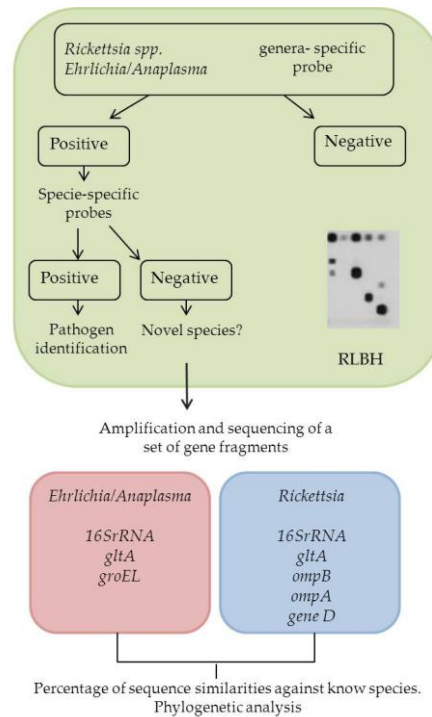 Rickettsia spp. genera- specific
Ehrlichia/Anaplasma probe
Positive
Negative
Specie-specific
probes
Positive
Negative
Pathogen
identification
Novel species?
RLBH
Amplification and sequencing of a
set of gene fragments
Ehrlichia/Anaplasma
16SrRNA
gltA
groEL
Rickettsia
16SrRNA
gltA
ompB
ompA
gene D
Percentage of sequence similarities against know species.
Phylogenetic analysis